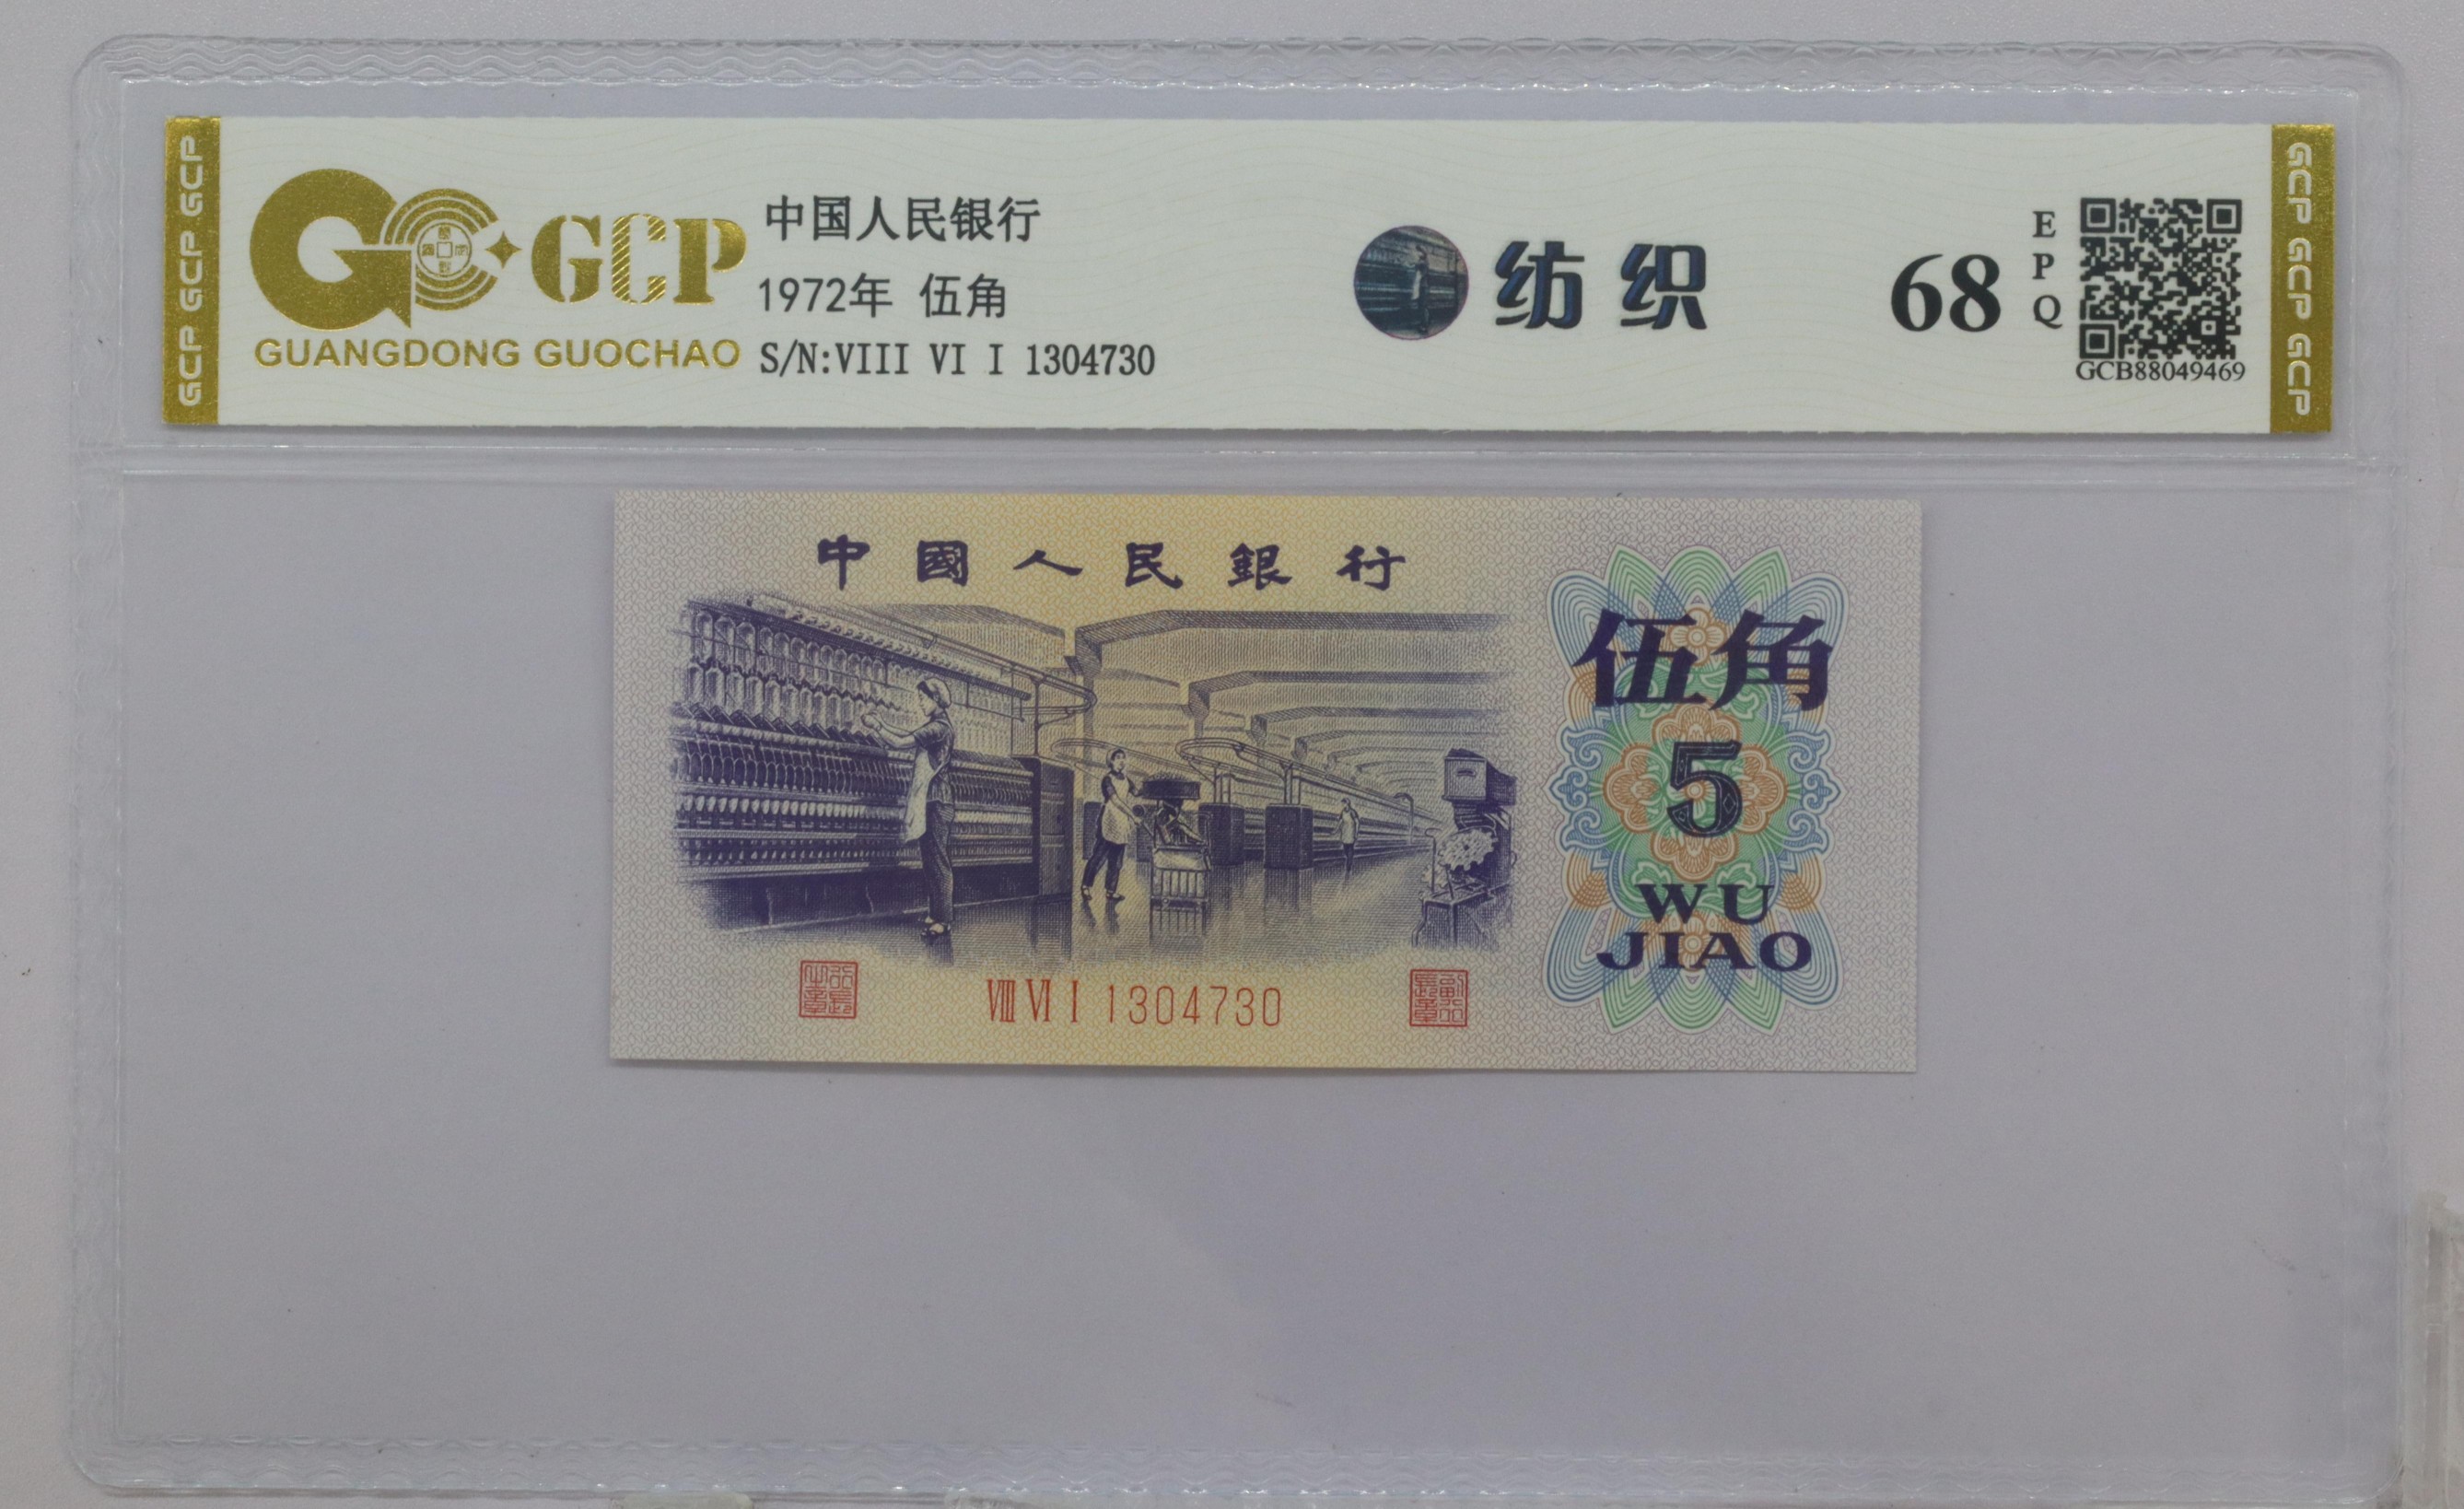 GCP GCP GCP
GCP
GUANGDONG GUOCHAO
中国人民银行
1972年 伍角
S/N:VIII VI I 1304730
纺织
68
EPQ
GCB88049469
GCP GCP GCP
中國人民銀行
伍角
5
WU
JIAO
VIII VI I 1304730